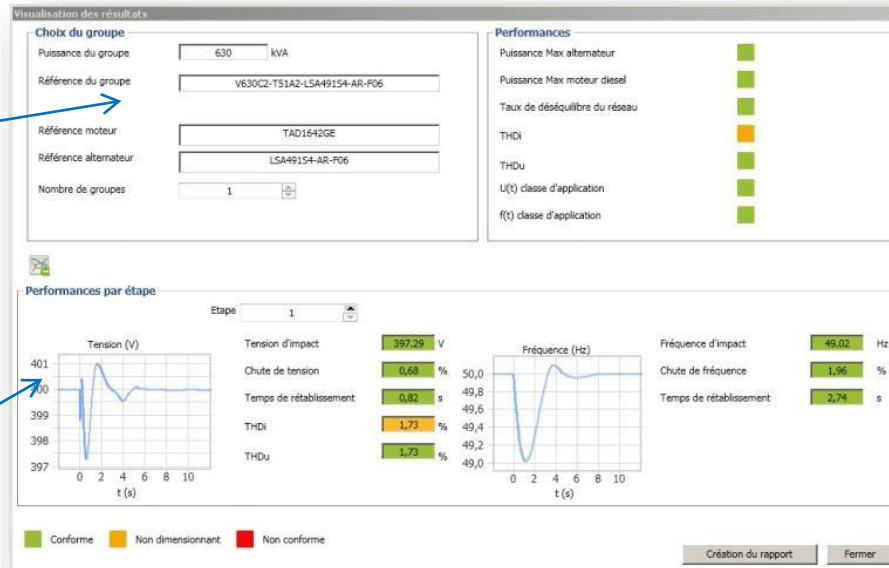 Visualisation des résultats
Choix du groupe
Puissance du groupe 630 kVA
Référence du groupe V630C2-T51A2-LSA491S4-AR-F06
Référence moteur TAD1642GE
Référence alternateur LSA491S4-AR-F06
Nombre de groupes 1
Performances
Puissance Max alternateur
Puissance Max moteur diesel
Taux de déséquilibre du réseau
THDi
THDu
U(t) classe d'application
f(t) classe d'application
Performances par étape
Etape 1
Tension (V)
401
400
399
398
397
0 2 4 6 8 10
t (s)
Tension d'impact 397.29 V
Chute de tension 0,68 %
Temps de rétablissement 0,82 s
THDi 1,73 %
THDu 1,73 %
Fréquence (Hz)
50,0
49,8
49,6
49,4
49,2
49,0
0 2 4 6 8 10
t (s)
Fréquence d'impact 49.02 Hz
Chute de fréquence 1,96 %
Temps de rétablissement 2,74 s
Conforme Non dimensionnant Non conforme
Création du rapport Fermer